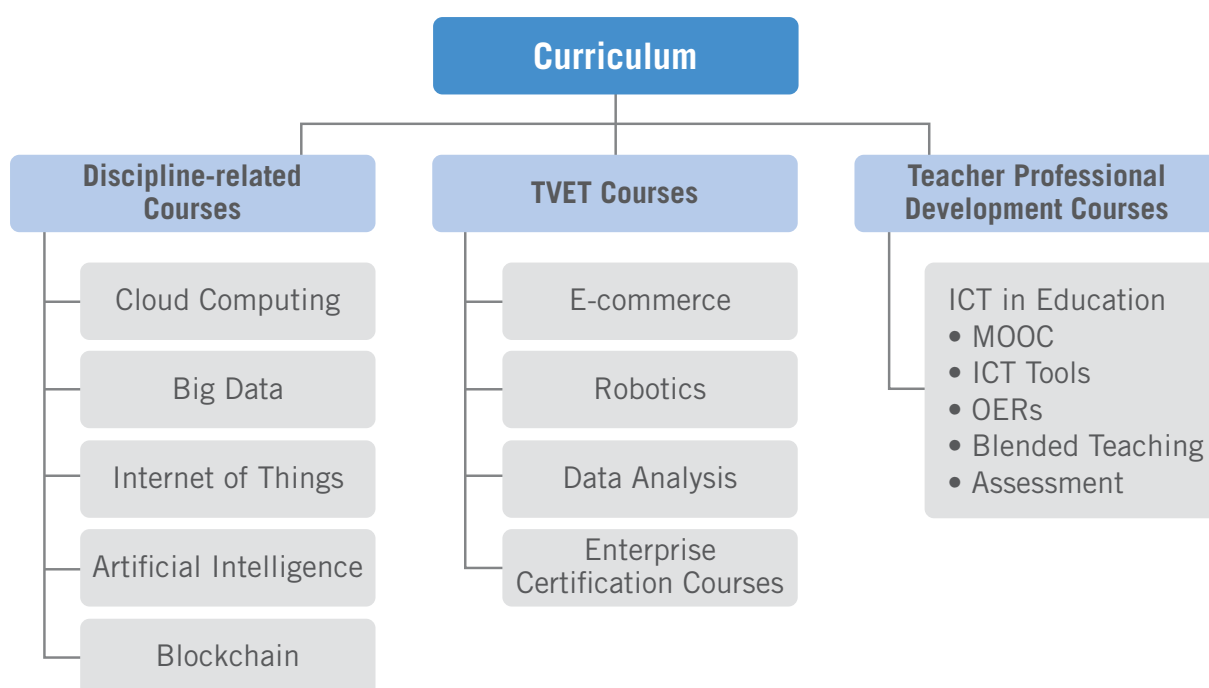 Curriculum
Discipline-related
Courses
Cloud Computing
Big Data
Internet of Things
Artificial Intelligence
Blockchain
TVET Courses
E-commerce
Robotics
Data Analysis
Enterprise
Certification Courses
Teacher Professional
Development Courses
ICT in Education
• MOOC
• ICT Tools
• OERs
• Blended Teaching
• Assessment